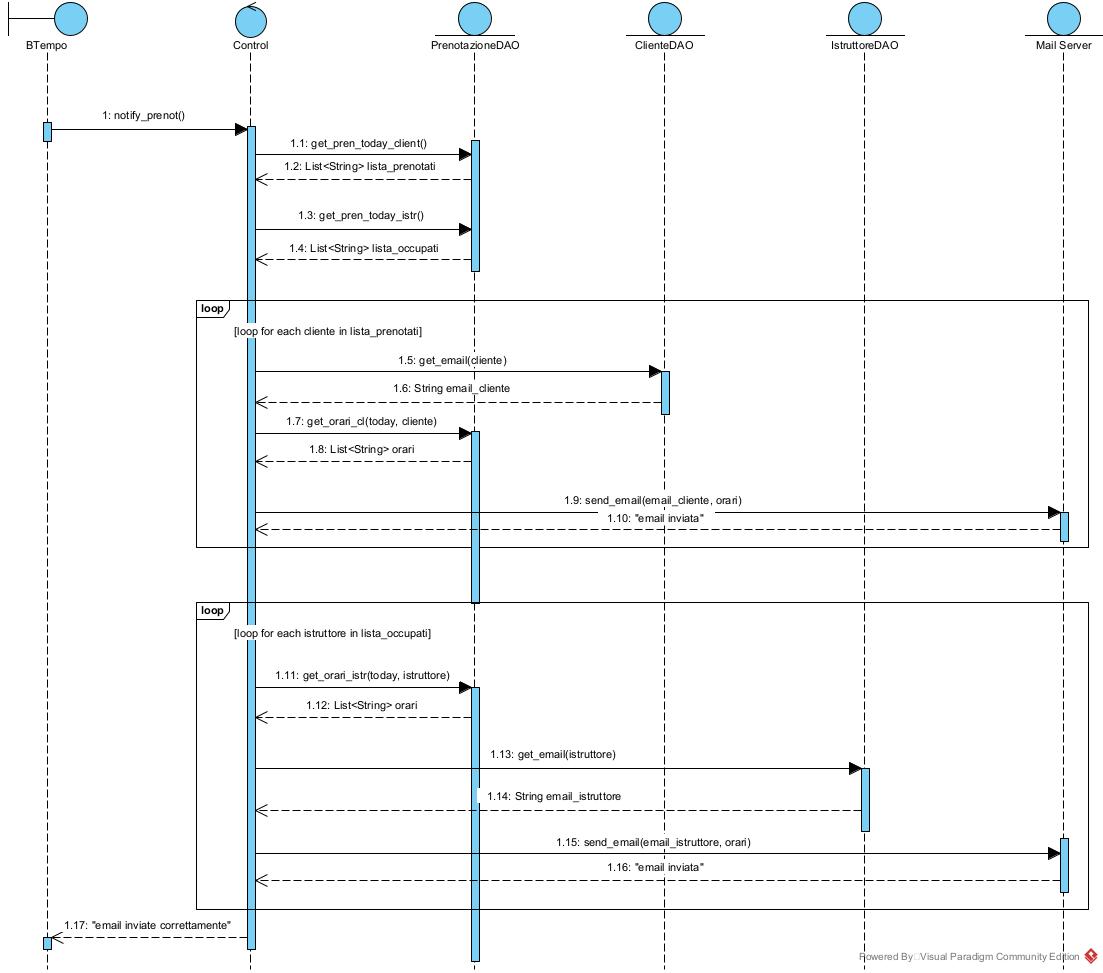 BTempo
Control
PrenotazioneDAO
ClienteDAO
IstruttoreDAO
Mail Server
1: notify_prenot()
1.1: get_pren_today_client()
1.2: List<String> lista_prenotati
1.3: get_pren_today_istr()
1.4: List<String> lista_occupati
loop
[loop for each cliente in lista_prenotati]
1.5: get_email(cliente)
1.6: String email_cliente
1.7: get_orari_cl(today, cliente)
1.8: List<String> orari
1.9: send_email(email_cliente, orari)
1.10: "email inviata"
loop
[loop for each istruttore in lista_occupati]
1.11: get_orari_istr(today, istruttore)
1.12: List<String> orari
1.13: get_email(istruttore)
1.14: String email_istruttore
1.15: send_email(email_istruttore, orari)
1.16: "email inviata"
1.17: "email inviate correttamente"
Powered By Visual Paradigm Community Edition